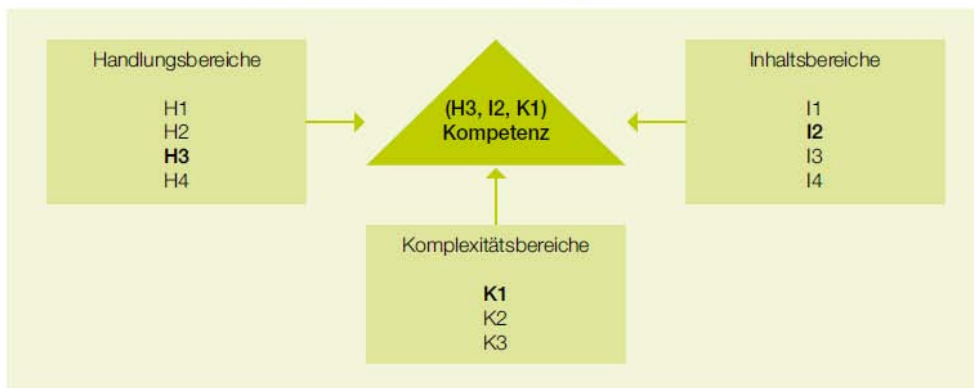 Handlungsbereiche
H1
H2
H3
H4
(H3, I2, K1)
Kompetenz
Inhaltsbereiche
I1
I2
I3
I4
Komplexitätsbereiche
K1
K2
K3